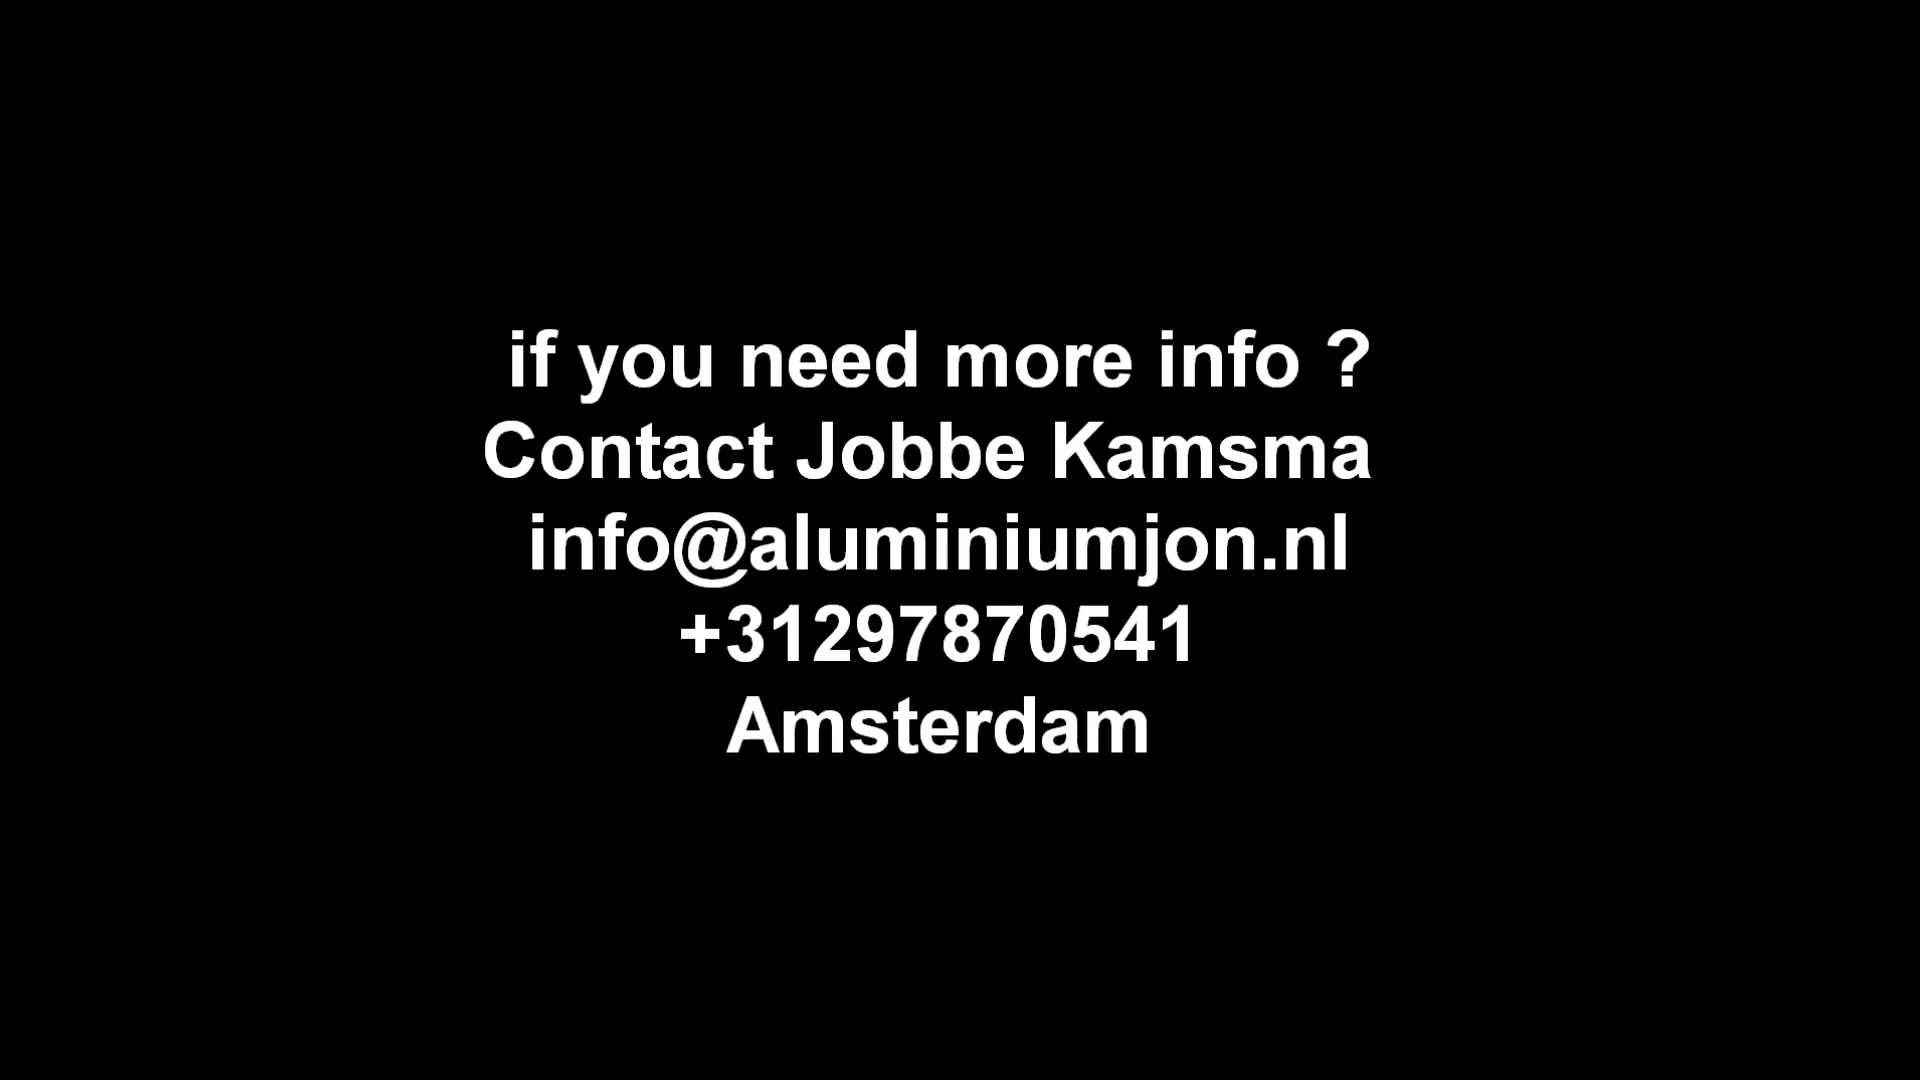 if you need more info ?
Contact Jobbe Kamsma
info@aluminiumjon.nl
+31297870541
Amsterdam